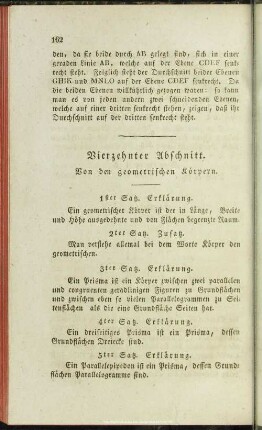 162
den, da sie beide durch AB gelegt sind, sich in einer
geraden Linie AB, welche auf der Ebene CDEF senk
recht steht. Folglich steht der Durchschnitt beider Ebenen
GHIK und MNLO auf der Ebene CDEF senkrecht. Da
die beiden Ebenen willkührlich gezogen waren: so kann
man es von jeden andern zwei schneidenden Ebenen,
welche auf einer dritten senkrecht stehen, zeigen, daß ihr
Durchschnitt auf der dritten senkrecht steht.
Vierzehnter Abschnitt.
Von den geometrischen Körpern.
1ster Satz. Erklärung.
Ein geometrischer Körper ist der in Länge, Breite
und Höhe ausgedehnte und von Flächen begrenzte Raum.
2ter Satz. Zusatz.
Man verstehe allemal bei dem Worte Körper den
geometrischen.
3ter Satz. Erklärung.
Ein Prisma ist ein Körper zwischen zwei parallelen
und congruenten geradlinigen Figuren zu Grundflächen
und zwischen eben so vielen Parallelogrammen zu Sei-
tenflächen als die eine Grundfläche Seiten hat.
4ter Satz. Erklärung.
Ein dreiseitiges Prisma ist ein Prisma, dessen
Grundflächen Dreiecke sind.
5ter Satz. Erklärung.
Ein Parallelepipedon ist ein Prisma, dessen Grund-
flächen Parallelogramme sind.